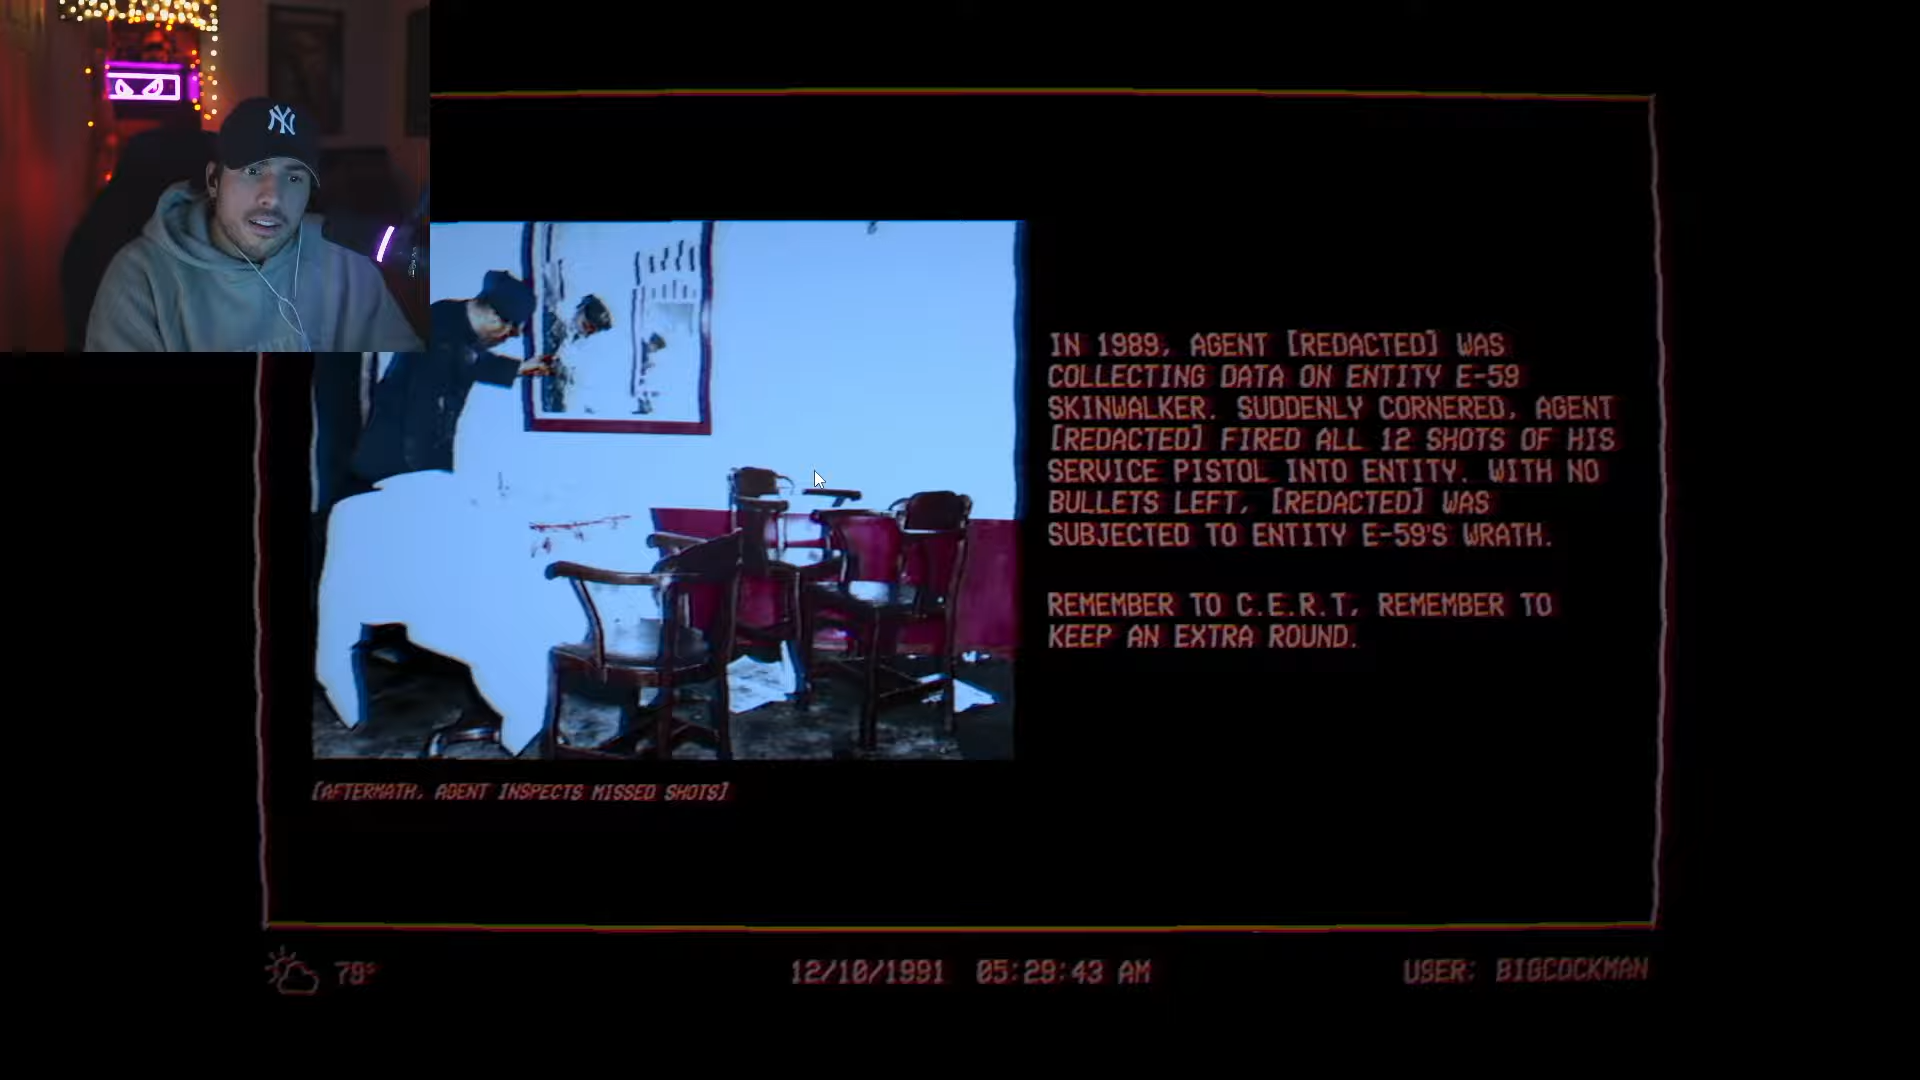 NY
IN 1989, AGENT [REDACTED] WAS
COLLECTING DATA ON ENTITY E-59
SKINWALKER. SUDDENLY CORNERED, AGENT
[REDACTED] FIRED ALL 12 SHOTS OF HIS
SERVICE PISTOL INTO ENTITY. WITH NO
BULLETS LEFT, [REDACTED] WAS
SUBJECTED TO ENTITY E-59'S WRATH.
REMEMBER TO C.E.R.T, REMEMBER TO
KEEP AN EXTRA ROUND.
[AFTERMATH, AGENT INSPECTS MISSED SHOTS]
79° 12/10/1991 05:29:43 AM USER: BIGCOCKMAN